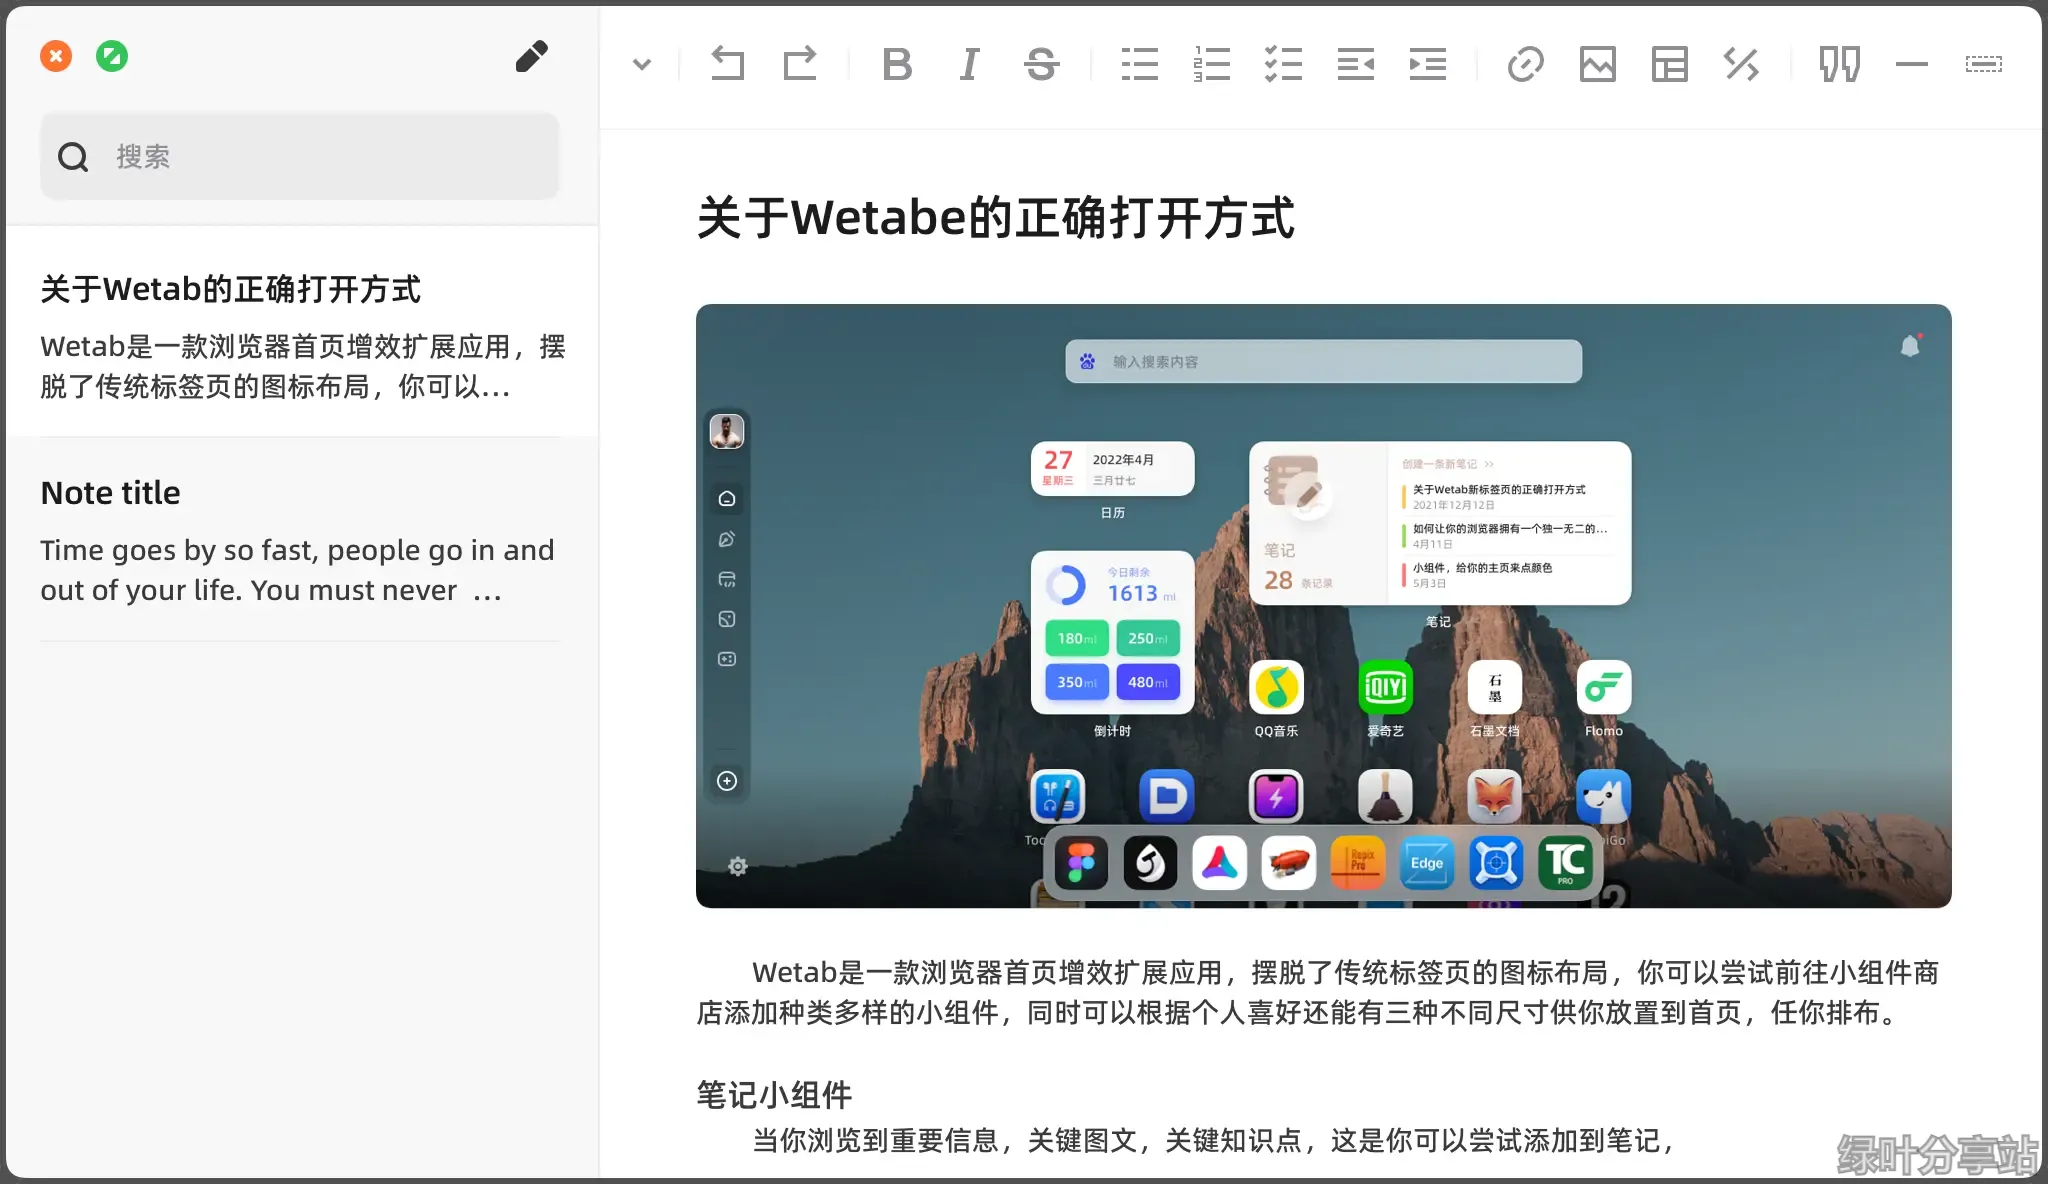 搜索
关于Wetab的正确打开方式
Wetab是一款浏览器首页增效扩展应用，摆
脱了传统标签页的图标布局，你可以...
Note title
Time goes by so fast, people go in and
out of your life. You must never ...
关于Wetabe的正确打开方式
输入搜索内容
27
星期三
2022年4月
三月廿七
日历
今日剩余
1613 ml
180ml
250ml
350ml
480ml
倒计时
笔记
28 条记录
创建一条新笔记 >>
关于Wetab新标签页的正确打开方式
2021年12月12日
如何让你的浏览器拥有一个独一无二的...
4月11日
小组件，给你的主页来点颜色
5月3日
笔记
iQIYI
石墨
QQ音乐
爱奇艺
石墨文档
Flomo
Repix
Pro
Edge
TC
PRO
Wetab是一款浏览器首页增效扩展应用，摆脱了传统标签页的图标布局，你可以尝试前往小组件商
店添加种类多样的小组件，同时可以根据个人喜好还能有三种不同尺寸供你放置到首页，任你排布。
笔记小组件
当你浏览到重要信息，关键图文，关键知识点，这是你可以尝试添加到笔记，
绿叶分享站